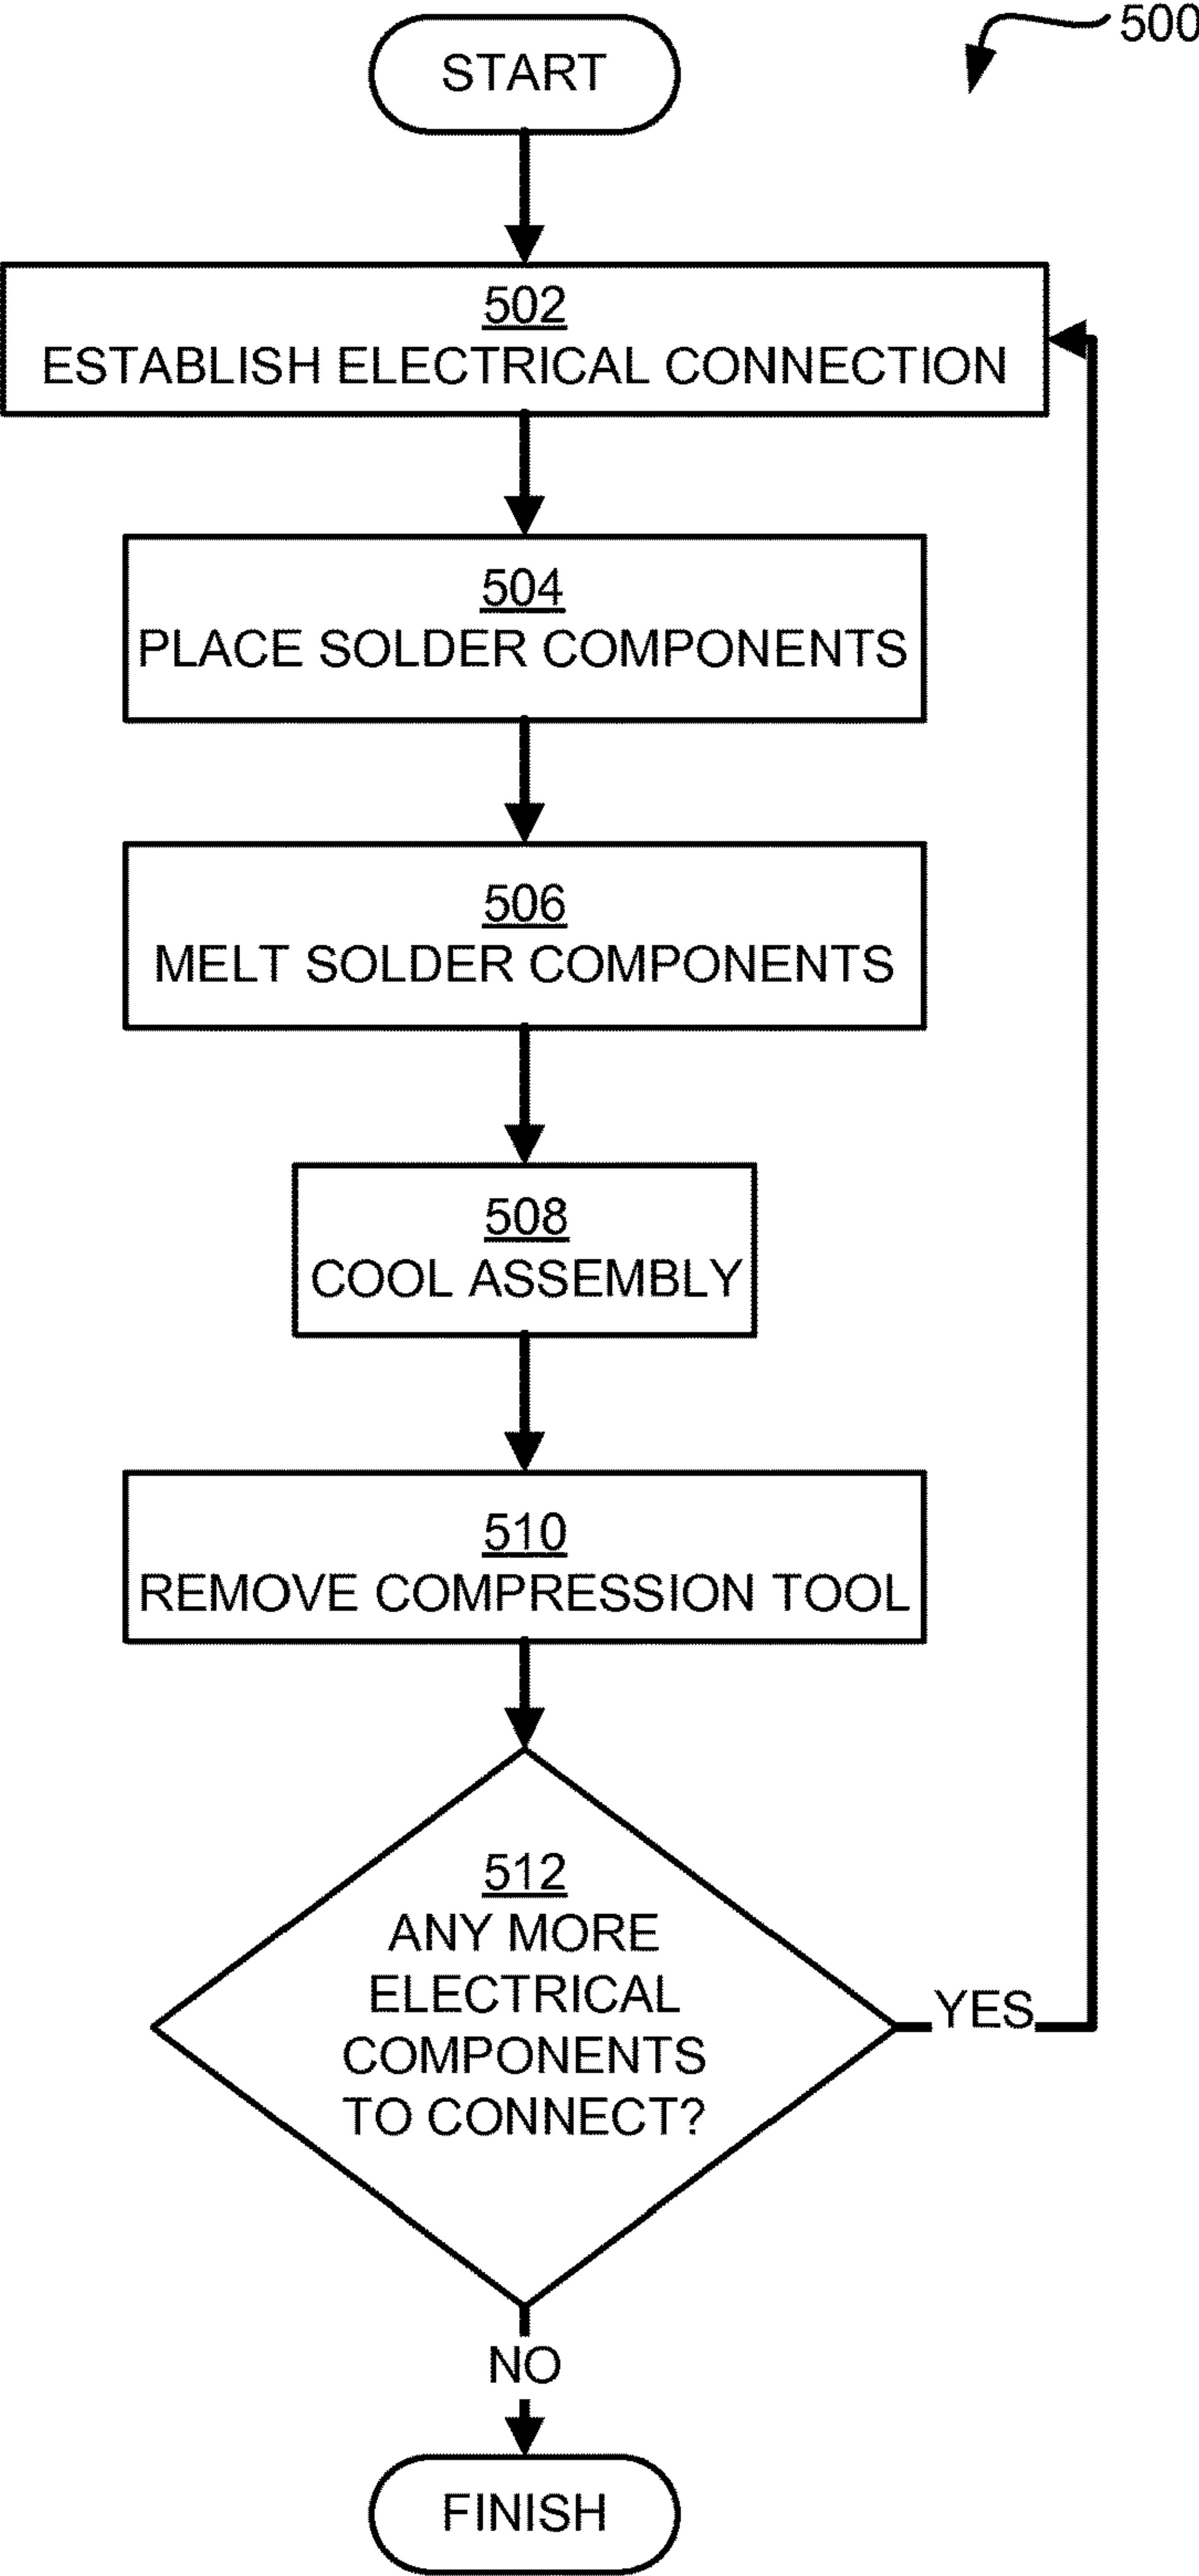 500
START
502
ESTABLISH ELECTRICAL CONNECTION
504
PLACE SOLDER COMPONENTS
506
MELT SOLDER COMPONENTS
508
COOL ASSEMBLY
510
REMOVE COMPRESSION TOOL
512
ANY MORE
ELECTRICAL
COMPONENTS
TO CONNECT?
YES
NO
FINISH